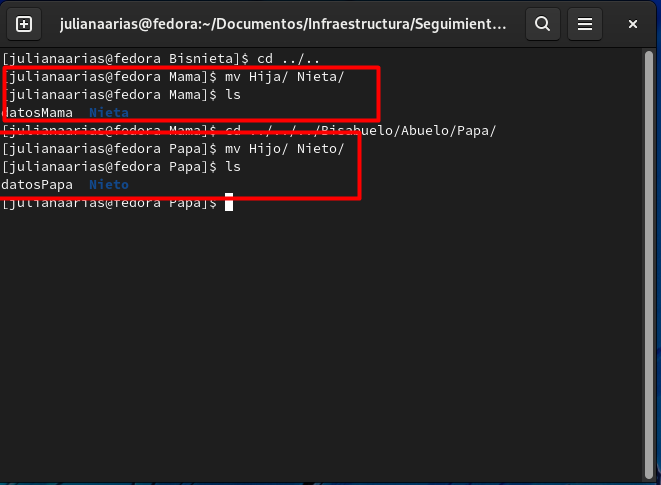 julianaarias@fedora:~/Documentos/Infraestructura/Seguimient...
[julianaarias@fedora Bisnieta]$ cd ../..
[julianaarias@fedora Mama]$ mv Hija/ Nieta/
[julianaarias@fedora Mama]$ ls
datosMama  Nieta
[julianaarias@fedora Mama]$ cd ../../../Bisabuelo/Abuelo/Papa/
[julianaarias@fedora Papa]$ mv Hijo/ Nieto/
[julianaarias@fedora Papa]$ ls
datosPapa  Nieto
[julianaarias@fedora Papa]$